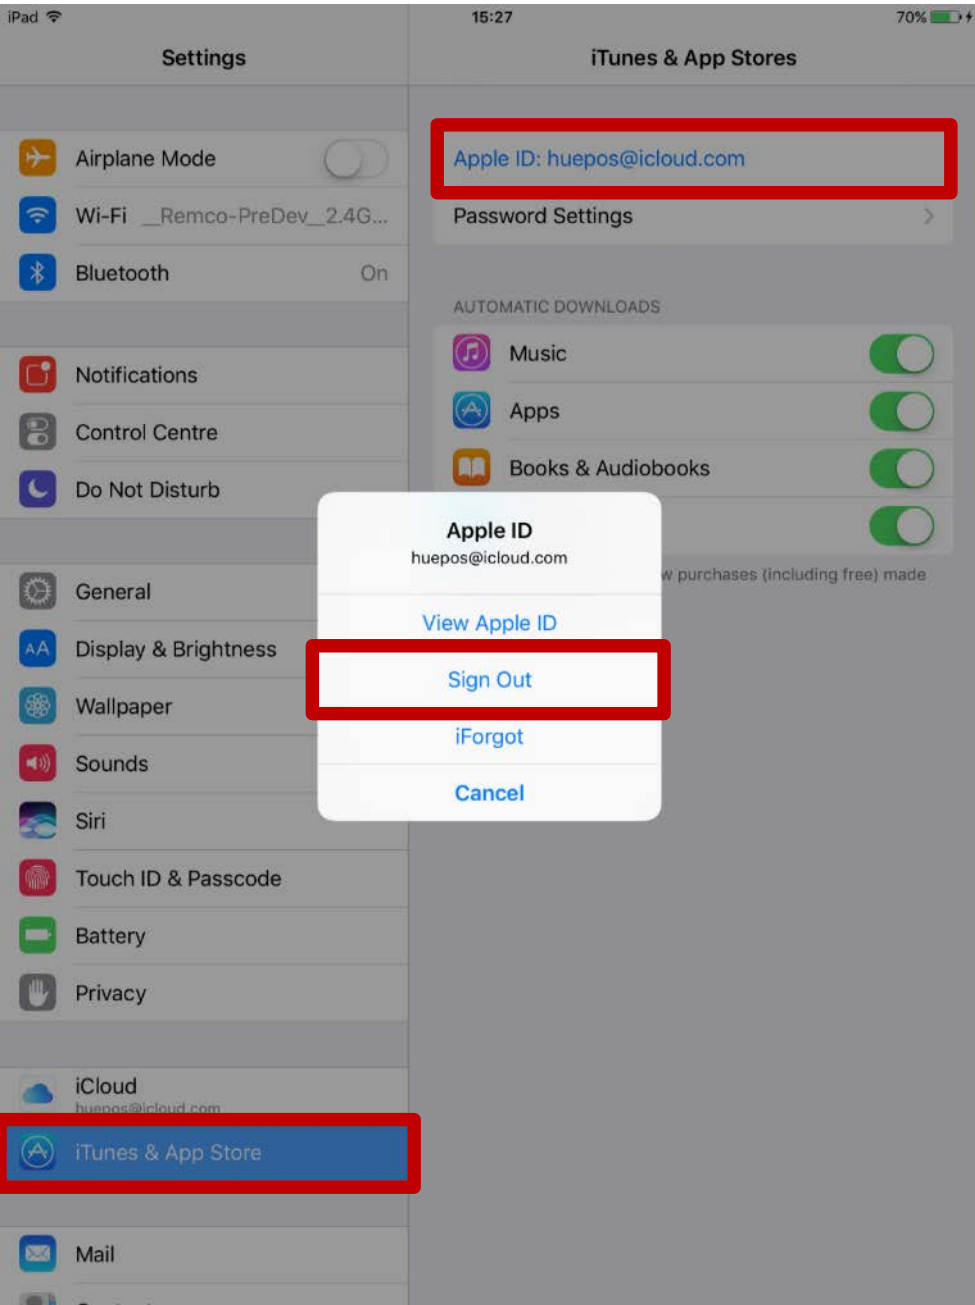 iPad 15:27 70%
Settings
iTunes & App Stores
Airplane Mode
Wi-Fi __Remco-PreDev__2.4G...
Bluetooth On
Notifications
Control Centre
Do Not Disturb
General
AA Display & Brightness
Wallpaper
Sounds
Siri
Touch ID & Passcode
Battery
Privacy
iCloud
huepos@icloud.com
iTunes & App Store
Mail
Apple ID: huepos@icloud.com
Password Settings
AUTOMATIC DOWNLOADS
Music
Apps
Books & Audiobooks
w purchases (including free) made
Apple ID
huepos@icloud.com
View Apple ID
Sign Out
iForgot
Cancel